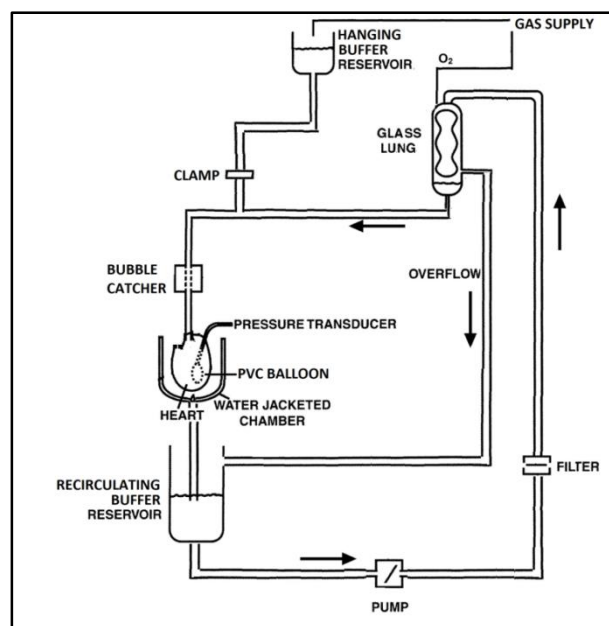 GAS SUPPLY
HANGING
BUFFER
RESERVOIR
O₂
GLASS
LUNG
CLAMP
OVERFLOW
BUBBLE
CATCHER
PRESSURE TRANSDUCER
PVC BALLOON
HEART
WATER JACKETED
CHAMBER
FILTER
RECIRCULATING
BUFFER
RESERVOIR
PUMP